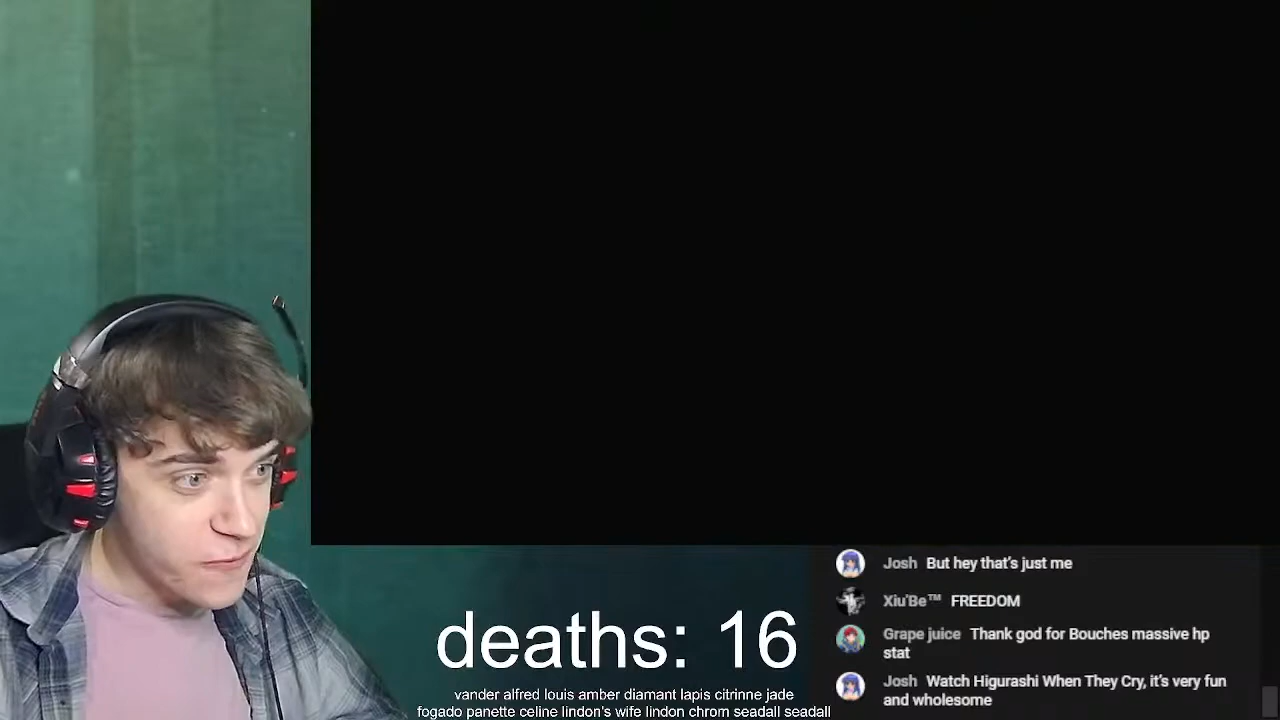 deaths: 16
vander alfred louis amber diamant lapis citrinne jade
fogado panette celine lindon's wife lindon chrom seadall seadall
Josh But hey that's just me
Xiu'Be™ FREEDOM
Grape juice Thank god for Bouches massive hp
stat
Josh Watch Higurashi When They Cry, it's very fun
and wholesome